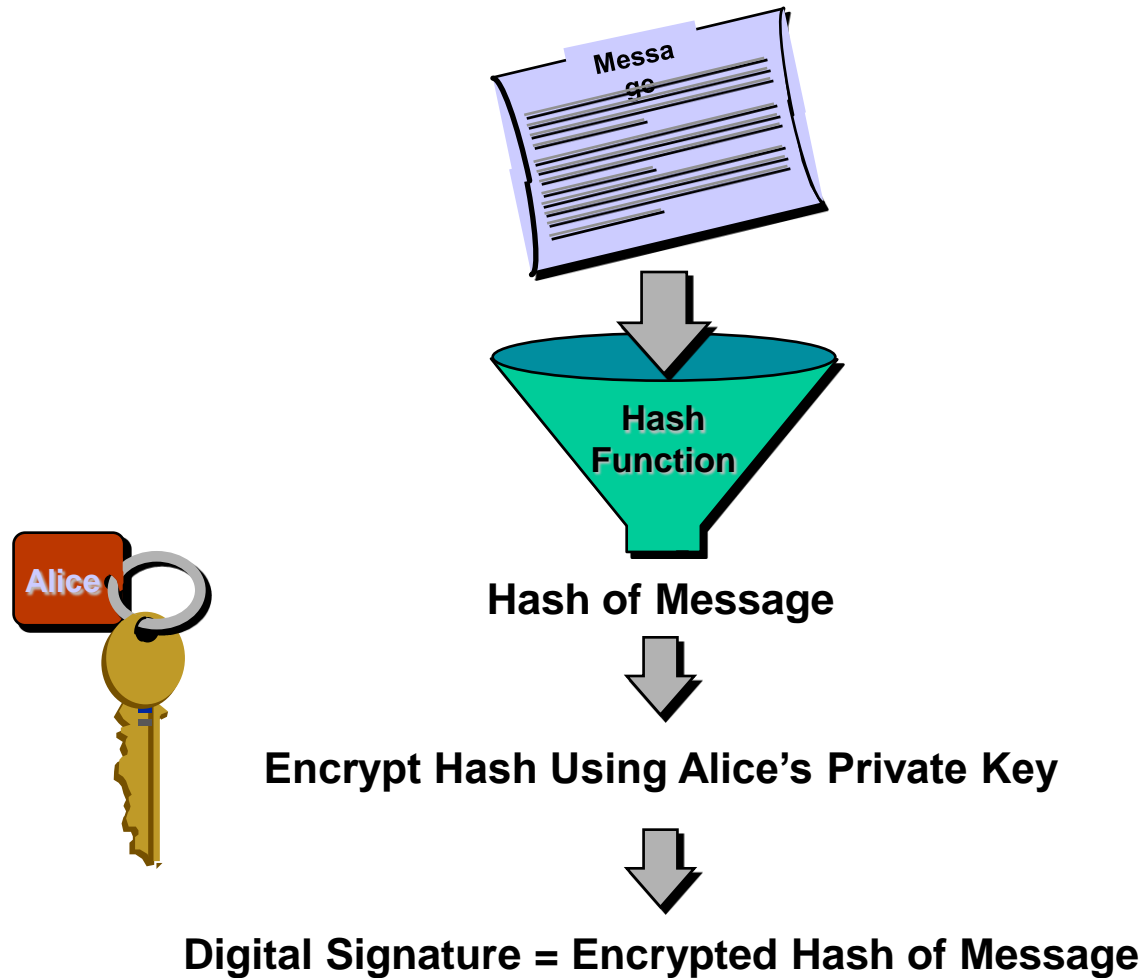 Messa
ge
Hash
Function
Alice
Hash of Message
Encrypt Hash Using Alice’s Private Key
Digital Signature = Encrypted Hash of Message